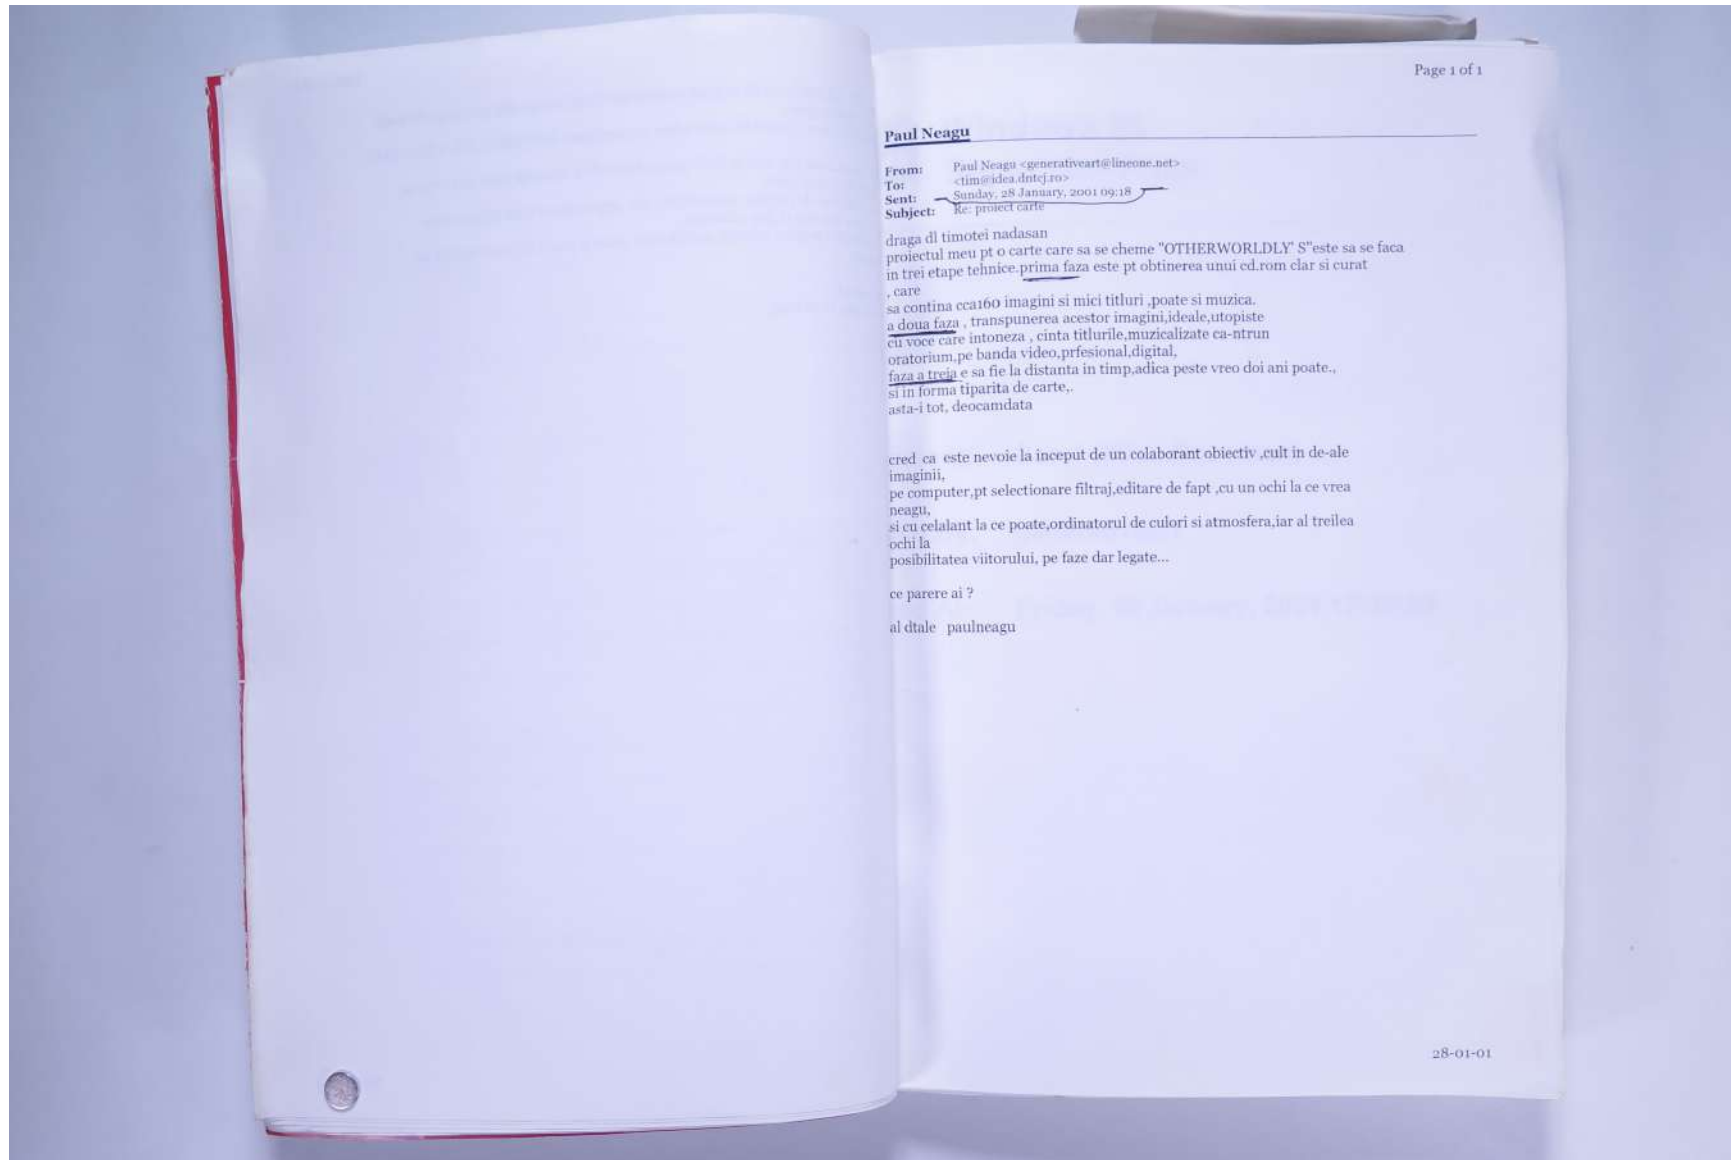 Page 1 of 1
Paul Neagu
From: Paul Neagu <generativeart@lineone.net>
To: <tim@idea.dntcj.ro>
Sent: Sunday, 28 January, 2001 09:18
Subject: Re: proiect carte
draga dl timotei nadasan
proiectul meu pt o carte care sa se cheme "OTHERWORLDLY' S"este sa se faca
in trei etape tehnice.prima faza este pt obtinerea unui cd.rom clar si curat
, care
sa contina cca160 imagini si mici titluri ,poate si muzica.
a doua faza , transpunerea acestor imagini,ideale,utopiste
cu voce care intoneza , cinta titlurile,muzicalizate ca-ntrun
oratorium,pe banda video,prfesional,digital,
faza a treia e sa fie la distanta in timp,adica peste vreo doi ani poate.,
si in forma tiparita de carte,.
asta-i tot, deocamdata
cred ca este nevoie la inceput de un colaborant obiectiv ,cult in de-ale
imaginii,
pe computer,pt selectionare filtraj,editare de fapt ,cu un ochi la ce vrea
neagu,
si cu celalant la ce poate,ordinatorul de culori si atmosfera,iar al treilea
ochi la
posibilitatea viitorului, pe faze dar legate...
ce parere ai ?
al dtale paulneagu
28-01-01